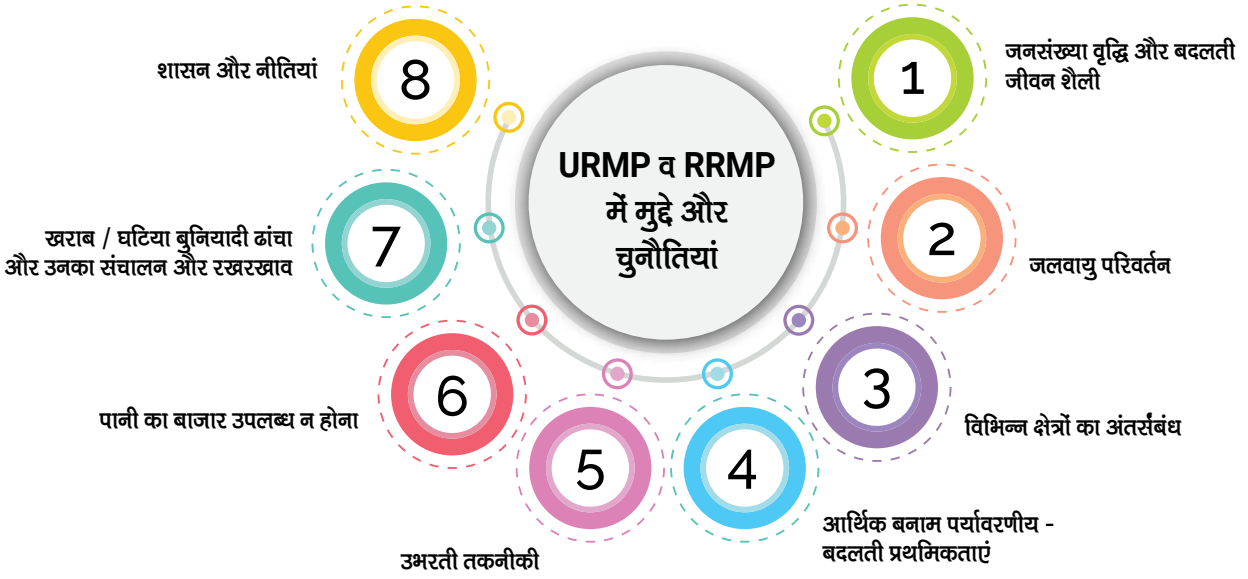 URMP व RRMP
में मुद्दे और
चुनौतियां
1
जनसंख्या वृद्धि और बदलती
जीवन शैली
2
जलवायु परिवर्तन
3
विभिन्न क्षेत्रों का अंतर्संबंध
4
आर्थिक बनाम पर्यावरणीय -
बदलती प्रथमिकताएं
5
उभरती तकनीकी
6
पानी का बाजार उपलब्ध न होना
7
खराब / घटिया बुनियादी ढांचा
और उनका संचालन और रखरखाव
8
शासन और नीतियां